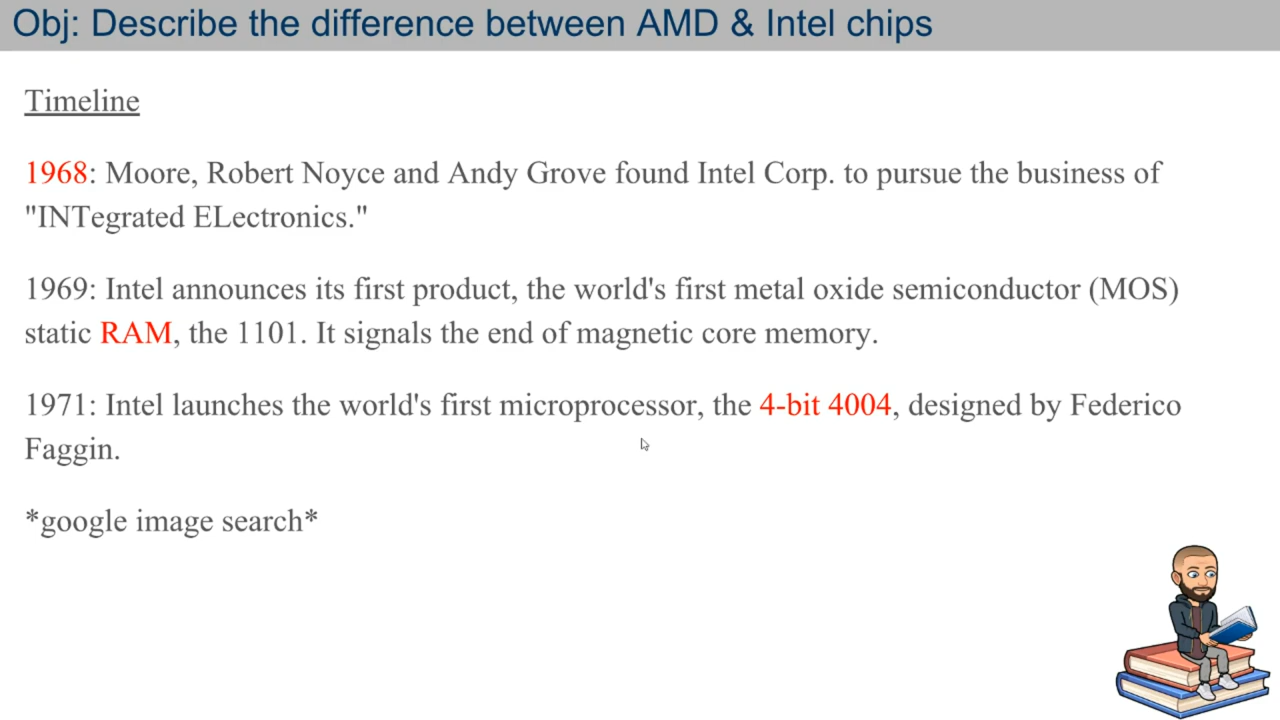 Obj: Describe the difference between AMD & Intel chips
Timeline
1968: Moore, Robert Noyce and Andy Grove found Intel Corp. to pursue the business of
"INTegrated ELectronics."
1969: Intel announces its first product, the world's first metal oxide semiconductor (MOS)
static RAM, the 1101. It signals the end of magnetic core memory.
1971: Intel launches the world's first microprocessor, the 4-bit 4004, designed by Federico
Faggin.
*google image search*